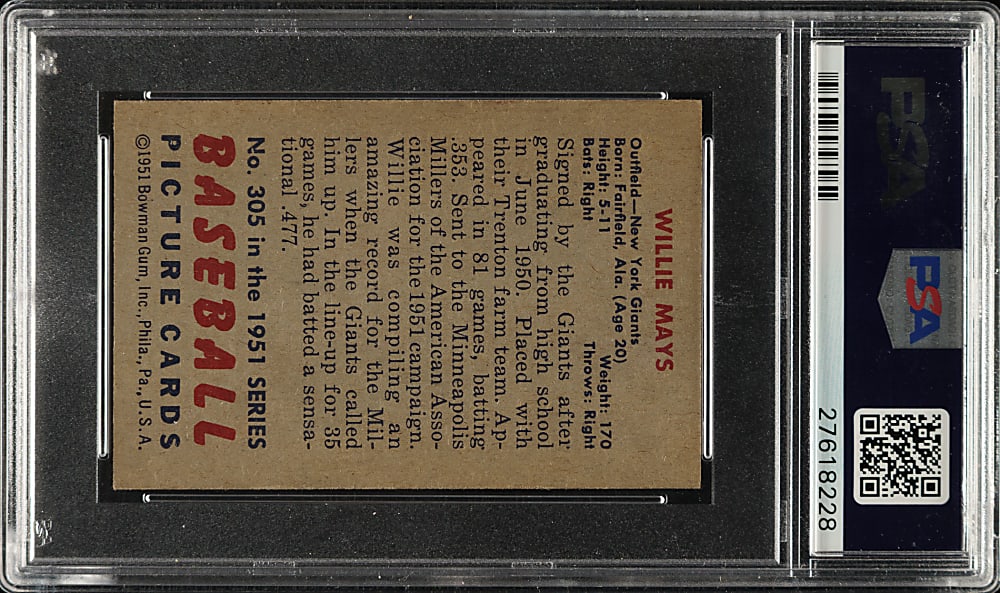 WILLIE MAYS
Outfield—New York Giants
Born: Fairfield, Ala. (Age 20)
Height: 5-11 Weight: 170
Bats: Right Throws: Right
Signed by the Giants after
graduating from high school
in June 1950. Placed with
their Trenton farm team. Ap-
peared in 81 games, batting
.353. Sent to the Minneapolis
Millers of the American Asso-
ciation for the 1951 campaign.
Willie was compiling an
amazing record for the Mil-
lers when the Giants called
him up. In the line-up for 35
games, he had batted a sensa-
tional .477.
No. 305 in the 1951 SERIES
BASEBALL
PICTURE CARDS
©1951 Bowman Gum, Inc., Phila., Pa., U.S.A.
PSA
PSA
27618228